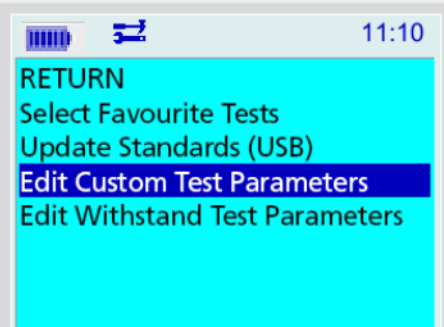 11:10
RETURN
Select Favourite Tests
Update Standards (USB)
Edit Custom Test Parameters
Edit Withstand Test Parameters